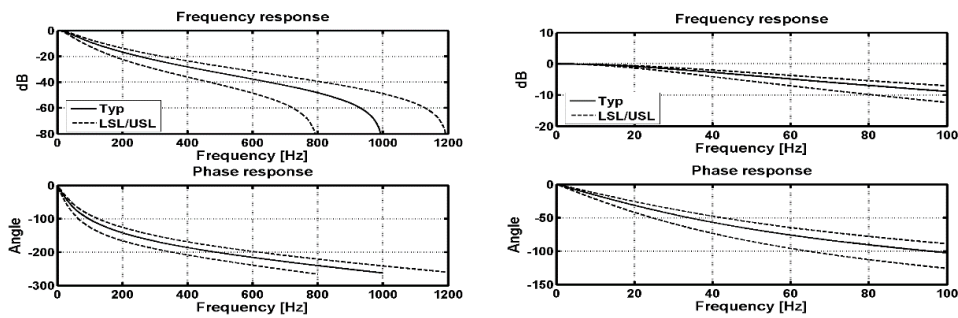 Frequency response
0
-20
-40
-60
-80
dB
Typ
LSL/USL
0 200 400 600 800 1000 1200
Frequency [Hz]
Phase response
0
-100
-200
-300
Angle
0 200 400 600 800 1000 1200
Frequency [Hz]
Frequency response
10
0
-10
-20
dB
Typ
LSL/USL
0 20 40 60 80 100
Frequency [Hz]
Phase response
0
-50
-100
-150
Angle
0 20 40 60 80 100
Frequency [Hz]